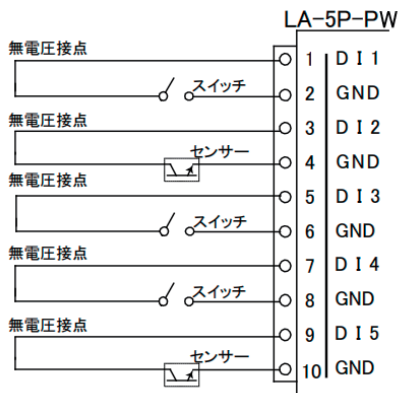 LA-5P-PW
無電圧接点
1 DI1
スイッチ
2 GND
無電圧接点
3 DI2
センサー
4 GND
無電圧接点
5 DI3
スイッチ
6 GND
無電圧接点
7 DI4
スイッチ
8 GND
無電圧接点
9 DI5
センサー
10 GND